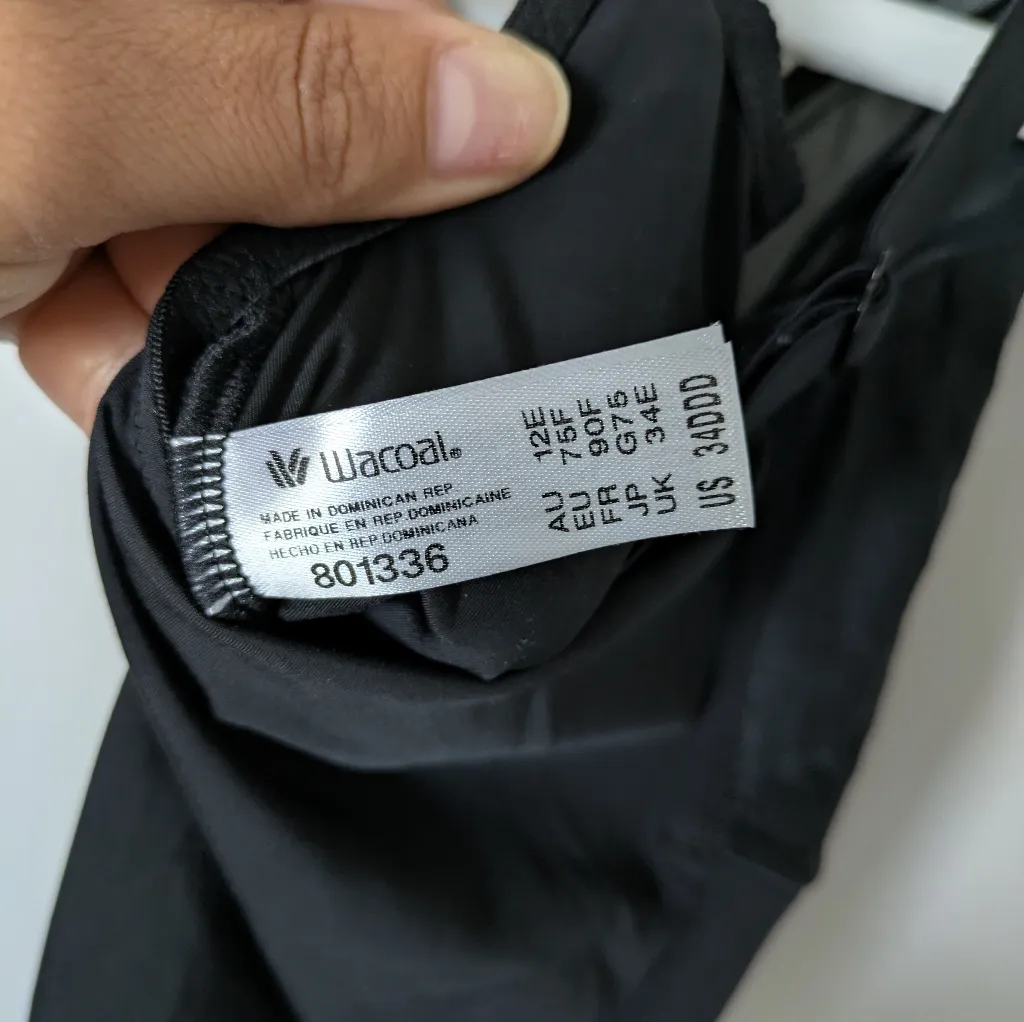 Wacoal®
MADE IN DOMINICAN REP
FABRIQUE EN REP DOMINICAINE
HECHO EN REP DOMINICANA
801336
AU 12E
EU 75F
FR 90F
JP G75
UK 34E
US 34DDD